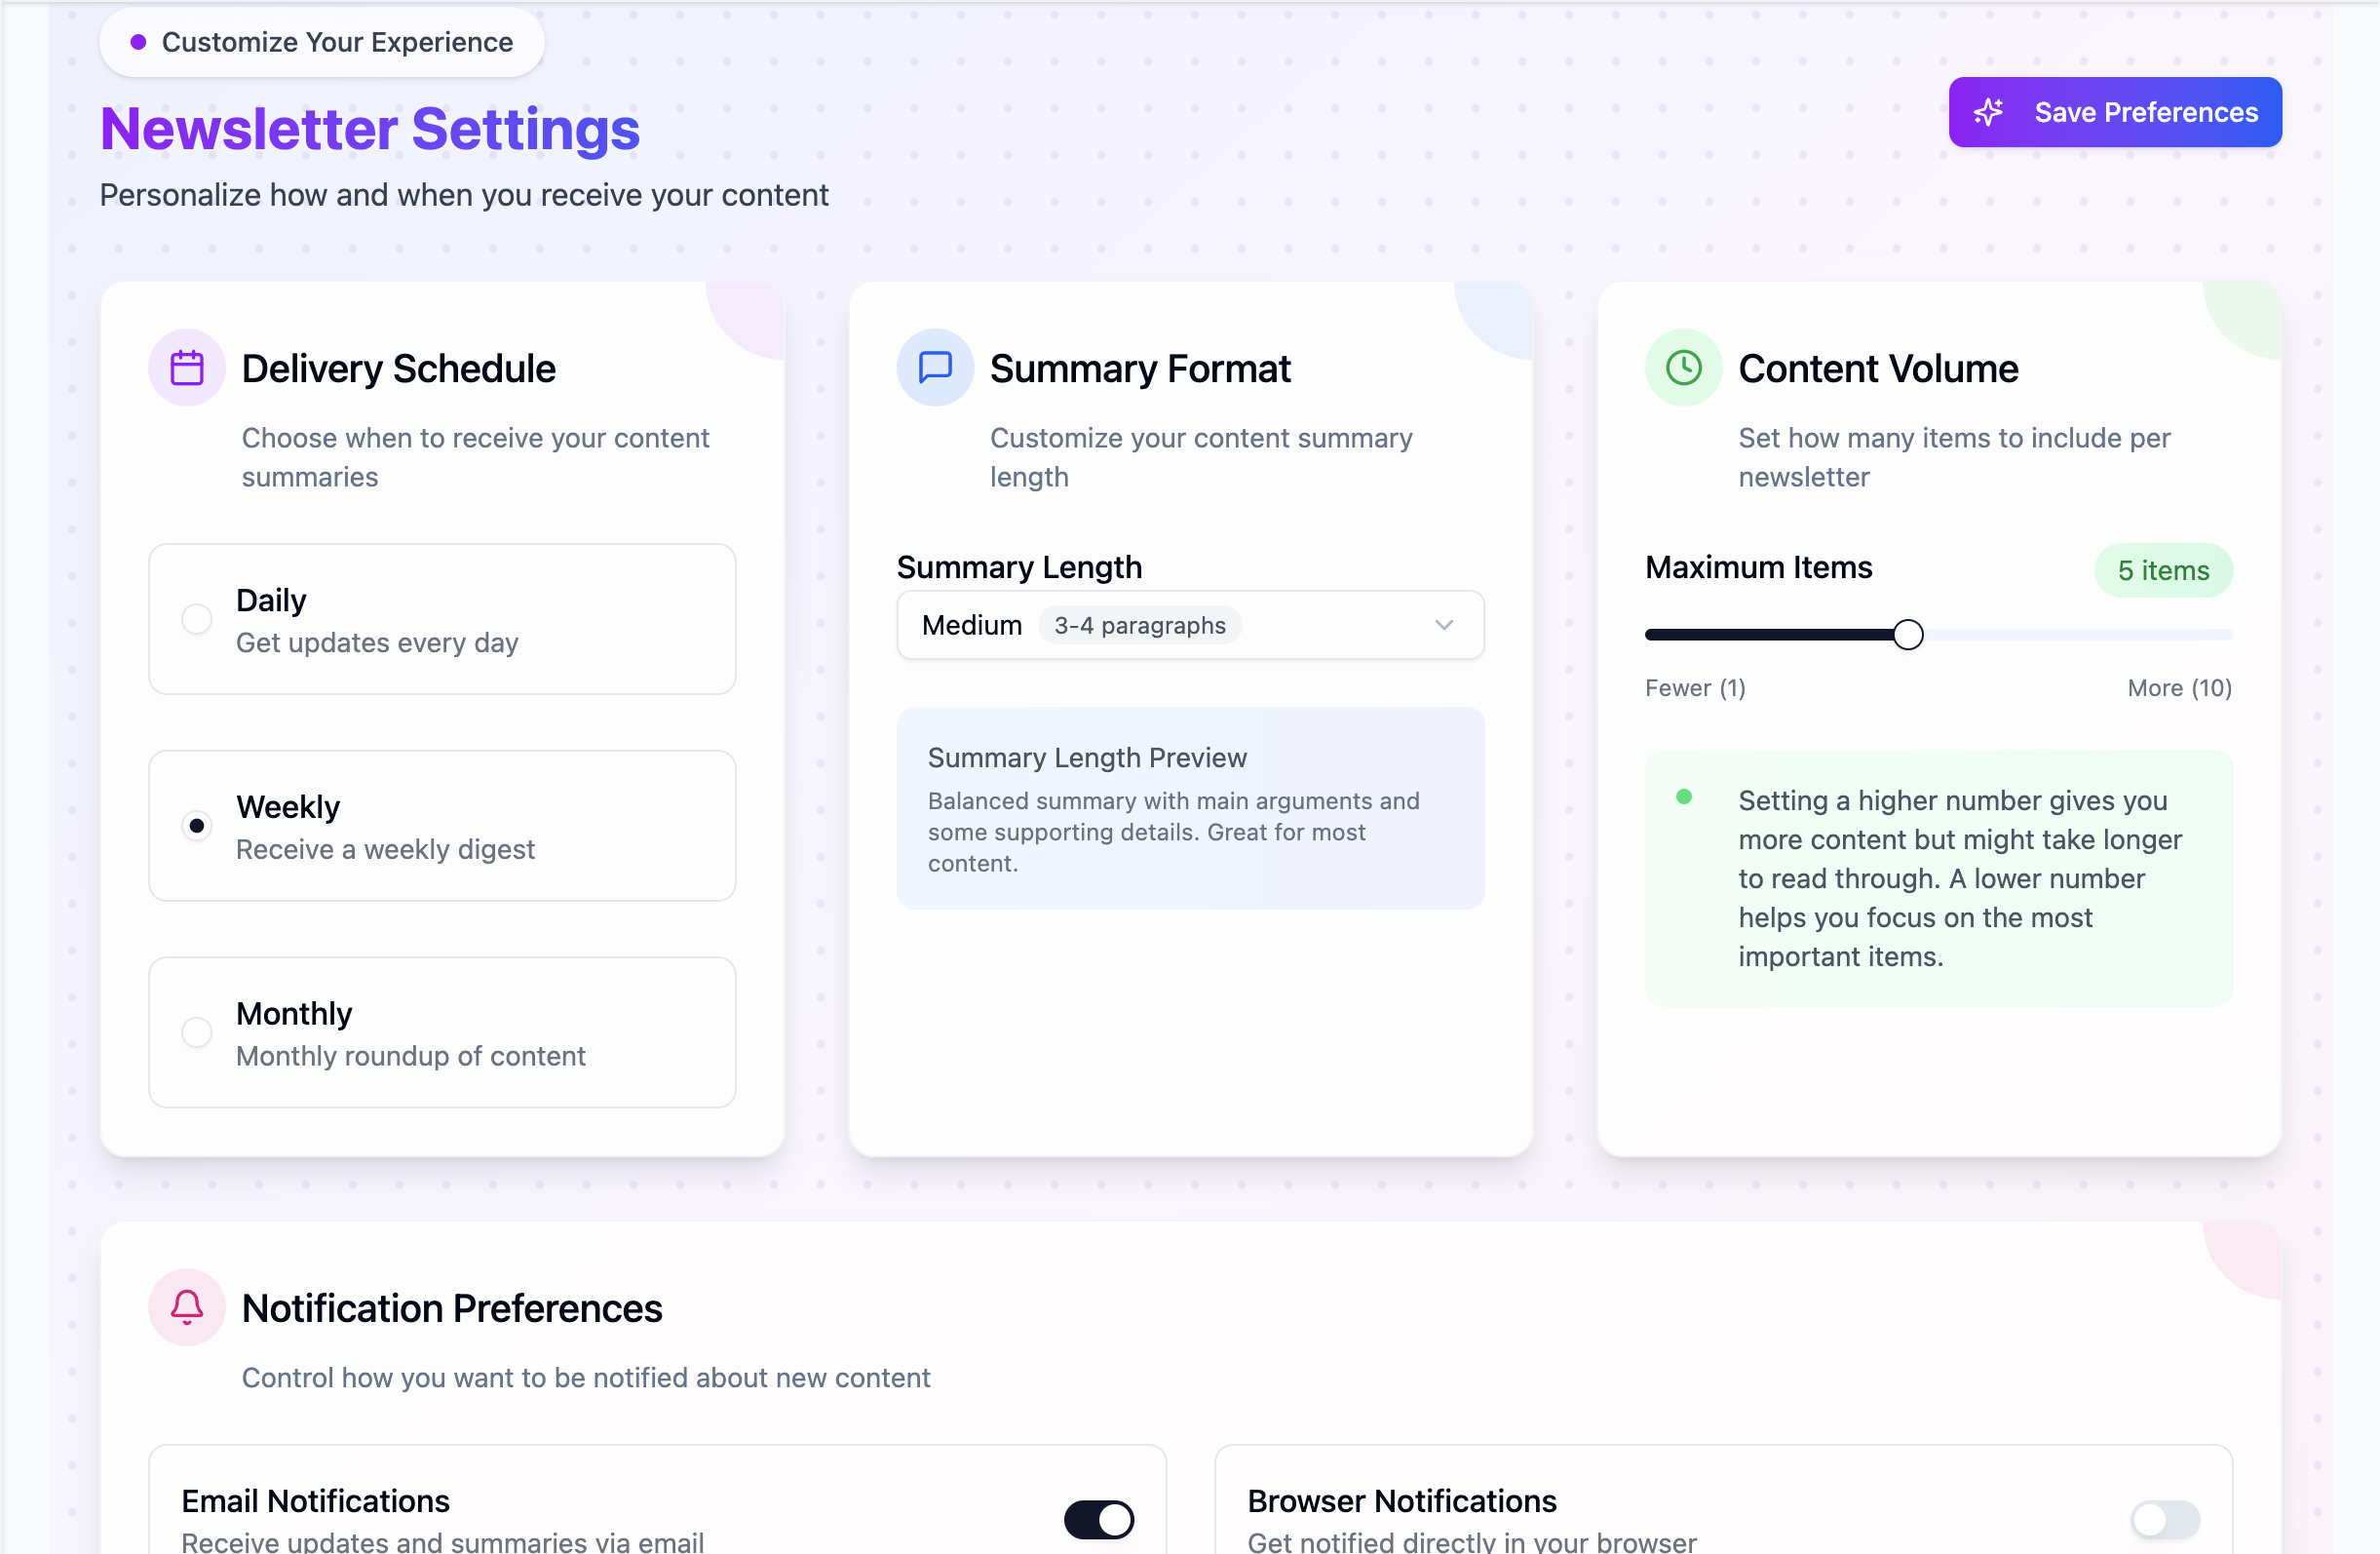 Customize Your Experience
Newsletter Settings
Personalize how and when you receive your content
Save Preferences
Delivery Schedule
Choose when to receive your content
summaries
Daily
Get updates every day
Weekly
Receive a weekly digest
Monthly
Monthly roundup of content
Summary Format
Customize your content summary
length
Summary Length
Medium 3-4 paragraphs
Summary Length Preview
Balanced summary with main arguments and
some supporting details. Great for most
content.
Content Volume
Set how many items to include per
newsletter
Maximum Items
5 items
Fewer (1)
More (10)
Setting a higher number gives you
more content but might take longer
to read through. A lower number
helps you focus on the most
important items.
Notification Preferences
Control how you want to be notified about new content
Email Notifications
Receive updates and summaries via email
Browser Notifications
Get notified directly in your browser